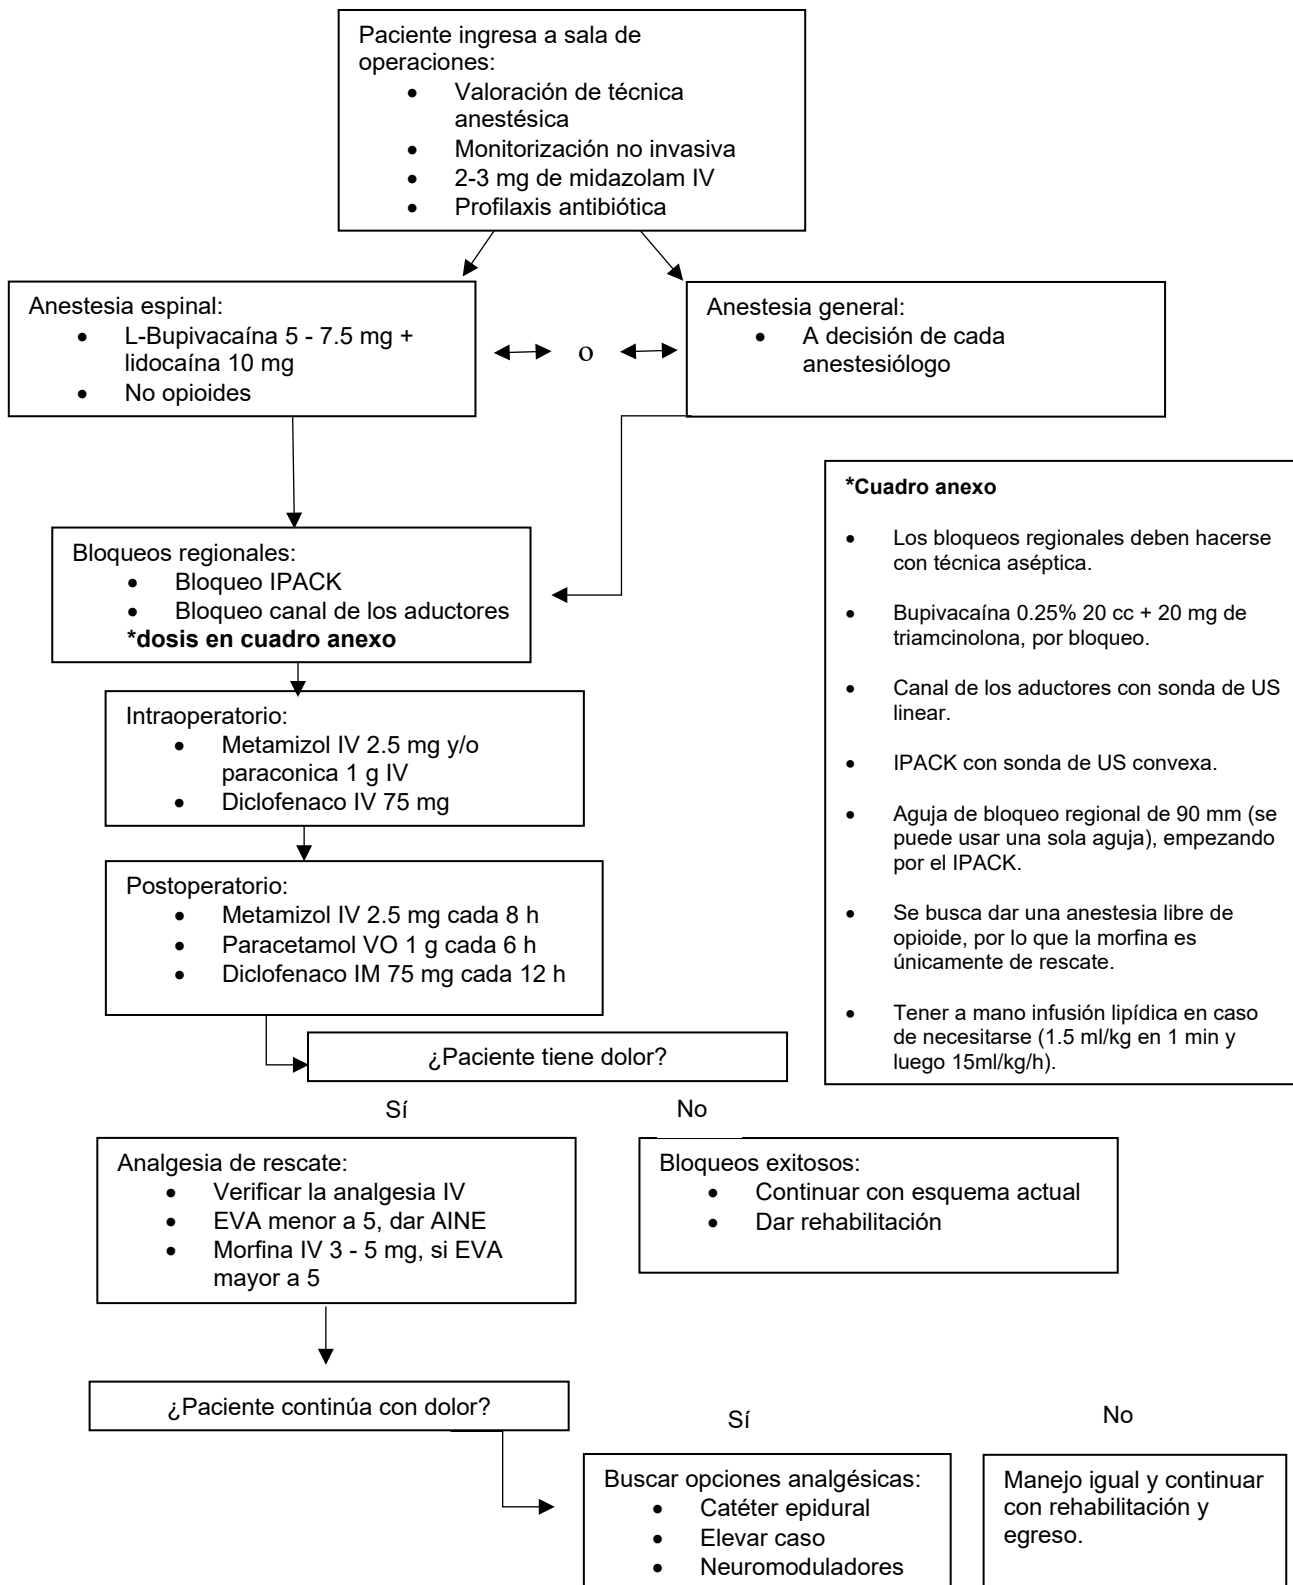 Paciente ingresa a sala de
operaciones:
• Valoración de técnica
anestésica
• Monitorización no invasiva
• 2-3 mg de midazolam IV
• Profilaxis antibiótica
Anestesia espinal:
• L-Bupivacaína 5 - 7.5 mg +
lidocaína 10 mg
• No opioides
o
Anestesia general:
• A decisión de cada
anestesiólogo
Bloqueos regionales:
• Bloqueo IPACK
• Bloqueo canal de los aductores
*dosis en cuadro anexo
*Cuadro anexo
• Los bloqueos regionales deben hacerse
con técnica aséptica.
• Bupivacaína 0.25% 20 cc + 20 mg de
triamcinolona, por bloqueo.
• Canal de los aductores con sonda de US
linear.
• IPACK con sonda de US convexa.
• Aguja de bloqueo regional de 90 mm (se
puede usar una sola aguja), empezando
por el IPACK.
• Se busca dar una anestesia libre de
opioide, por lo que la morfina es
únicamente de rescate.
• Tener a mano infusión lipídica en caso
de necesitarse (1.5 ml/kg en 1 min y
luego 15ml/kg/h).
Intraoperatorio:
• Metamizol IV 2.5 mg y/o
paraconica 1 g IV
• Diclofenaco IV 75 mg
Postoperatorio:
• Metamizol IV 2.5 mg cada 8 h
• Paracetamol VO 1 g cada 6 h
• Diclofenaco IM 75 mg cada 12 h
¿Paciente tiene dolor?
Sí
No
Analgesia de rescate:
• Verificar la analgesia IV
• EVA menor a 5, dar AINE
• Morfina IV 3 - 5 mg, si EVA
mayor a 5
Bloqueos exitosos:
• Continuar con esquema actual
• Dar rehabilitación
¿Paciente continúa con dolor?
Sí
No
Buscar opciones analgésicas:
• Catéter epidural
• Elevar caso
• Neuromoduladores
Manejo igual y continuar
con rehabilitación y
egreso.